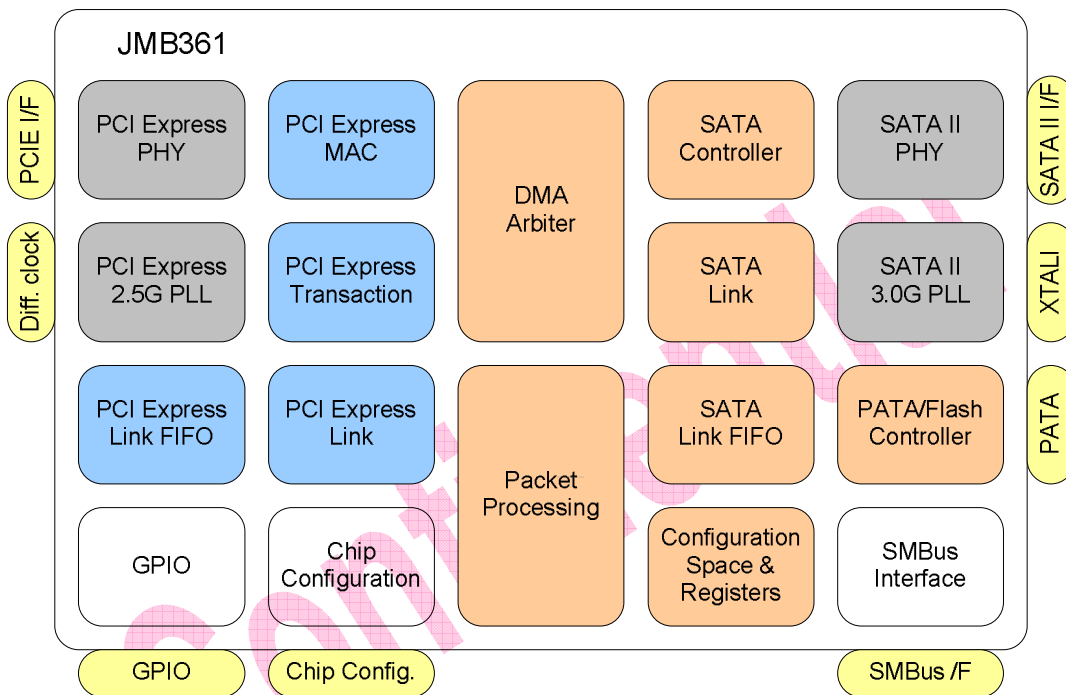 JMB361
PCIE I/F
PCI Express
PHY
PCI Express
MAC
DMA
Arbiter
SATA
Controller
SATA II
PHY
SATA II I/F
Diff. clock
PCI Express
2.5G PLL
PCI Express
Transaction
SATA
Link
SATA II
3.0G PLL
XTALI
PCI Express
Link FIFO
PCI Express
Link
Packet
Processing
SATA
Link FIFO
PATA/Flash
Controller
PATA
GPIO
Chip
Configuration
Configuration
Space &
Registers
SMBus
Interface
GPIO
Chip Config.
SMBus /F
Confidential